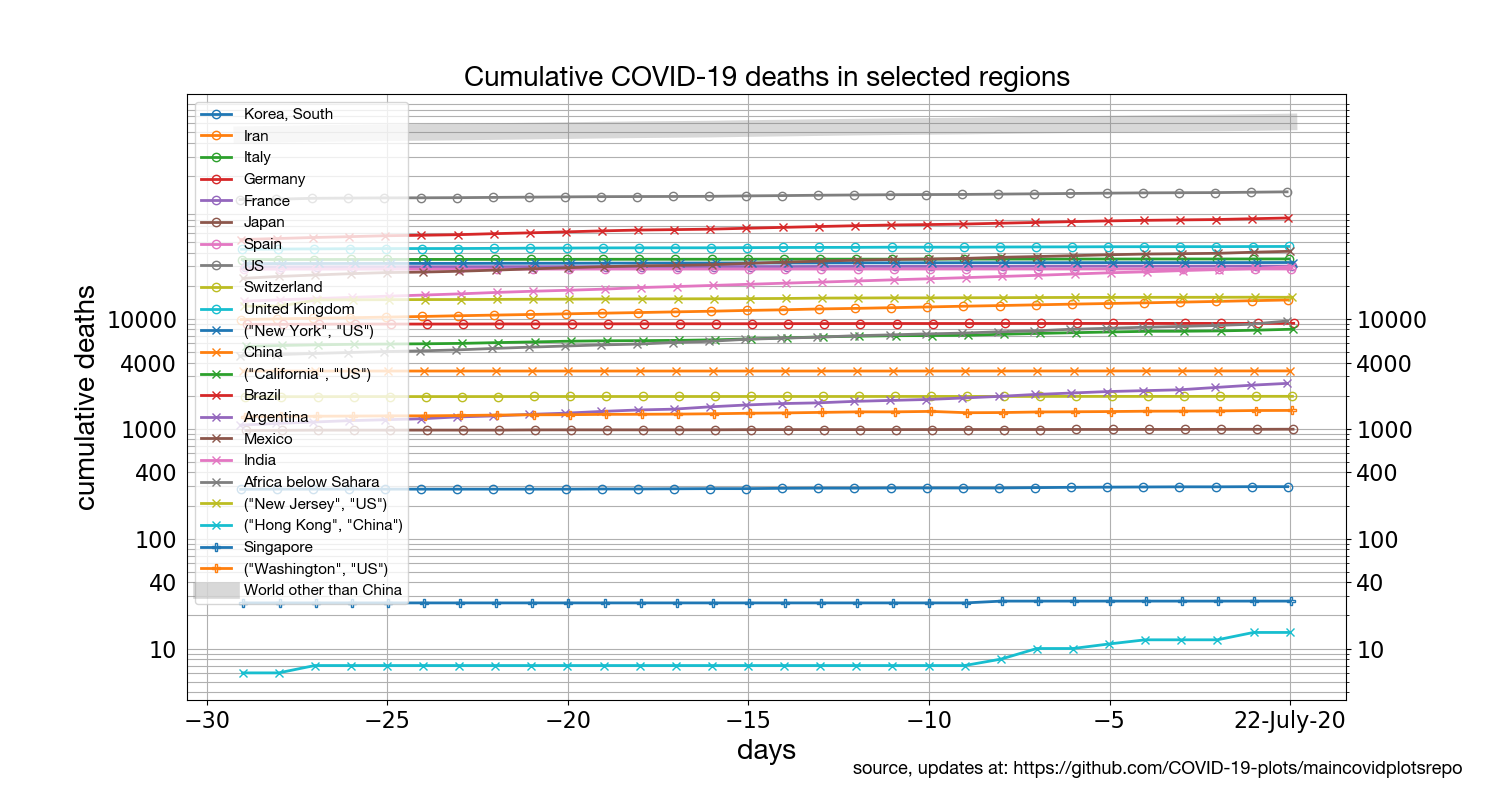 Cumulative COVID-19 deaths in selected regions
cumulative deaths
10000
4000
1000
400
100
40
10
Korea, South
Iran
Italy
Germany
France
Japan
Spain
US
Switzerland
United Kingdom
("New York", "US")
China
("California", "US")
Brazil
Argentina
Mexico
India
Africa below Sahara
("New Jersey", "US")
("Hong Kong", "China")
Singapore
("Washington", "US")
World other than China
10000
4000
1000
400
100
40
10
−30 −25 −20 −15 −10 −5 22-July-20
days
source, updates at: https://github.com/COVID-19-plots/maincovidplotsrepo